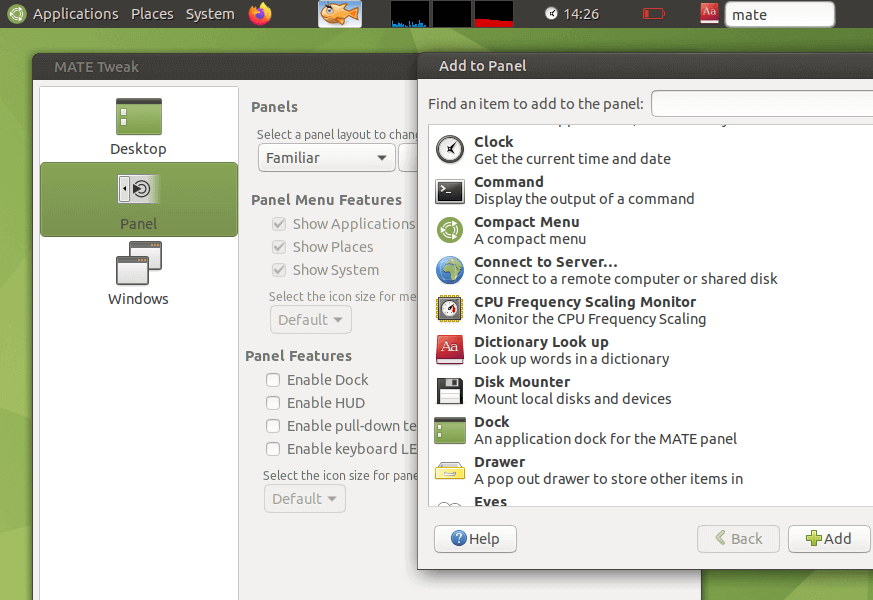 Applications Places System 14:26 Aa mate
MATE Tweak
Desktop
Panel
Windows
Panels
Select a panel layout to chan
Familiar
Panel Menu Features
Show Applications
Show Places
Show System
Select the icon size for me
Default
Panel Features
Enable Dock
Enable HUD
Enable pull-down te
Enable keyboard LE
Select the icon size for pane
Default
Add to Panel
Find an item to add to the panel:
Clock
Get the current time and date
Command
Display the output of a command
Compact Menu
A compact menu
Connect to Server...
Connect to a remote computer or shared disk
CPU Frequency Scaling Monitor
Monitor the CPU Frequency Scaling
Aa
Dictionary Look up
Look up words in a dictionary
Disk Mounter
Mount local disks and devices
Dock
An application dock for the MATE panel
Drawer
A pop out drawer to store other items in
Eyes
Help Back Add